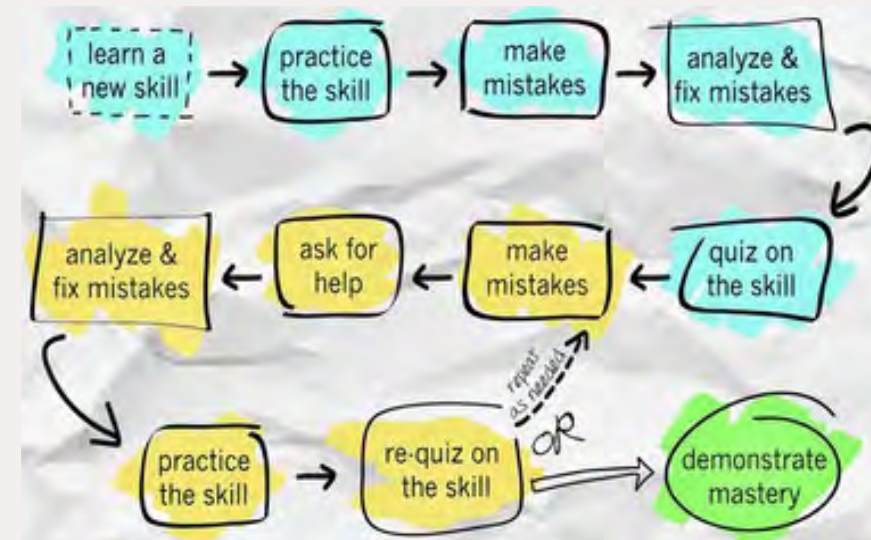 learn a
new skill
practice
the skill
make
mistakes
analyze &
fix mistakes
quiz on
the skill
make
mistakes
ask for
help
analyze &
fix mistakes
practice
the skill
re-quiz on
the skill
repeat
as needed
OR
demonstrate
mastery